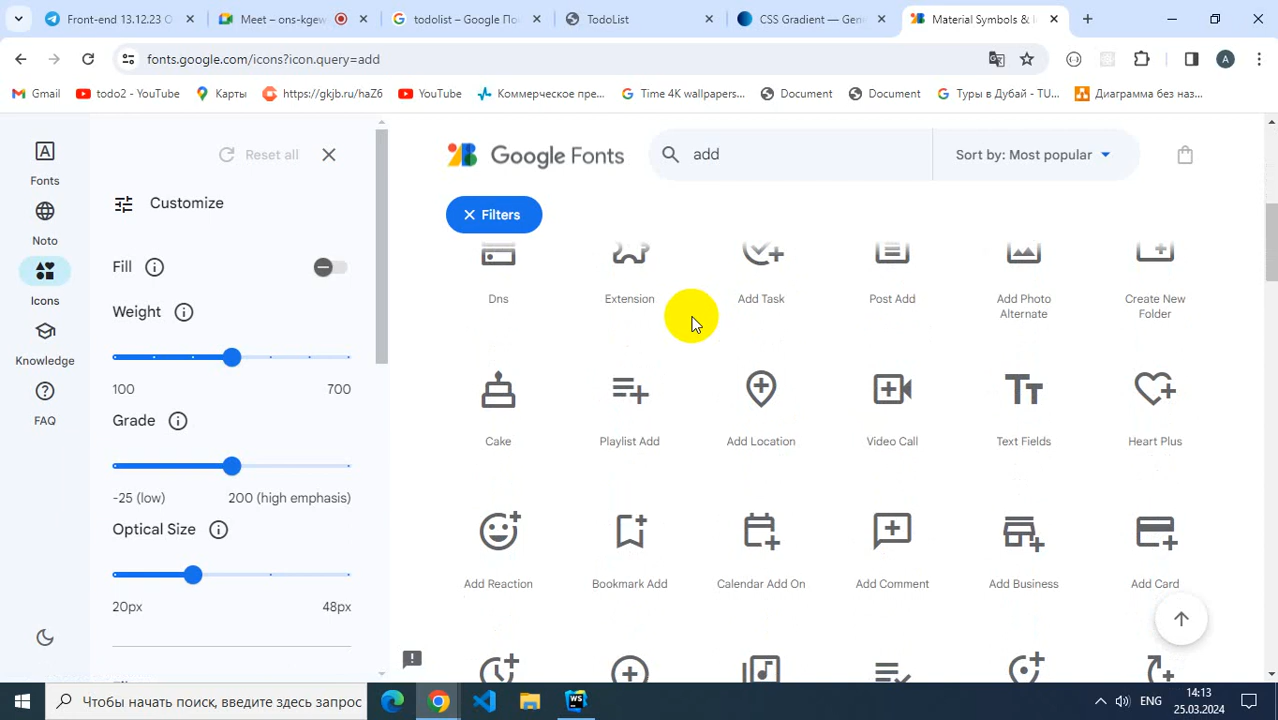 Front-end 13.12.23 O
Meet – ons-kgew
todolist – Google По
TodoList
CSS Gradient — Gen
Material Symbols & I
fonts.google.com/icons?icon.query=add
A
Gmail
todo2 - YouTube
Карты
https://gkjb.ru/haZ6
YouTube
Коммерческое пре...
Time 4K wallpapers...
Document
Document
Туры в Дубай - TU...
Диаграмма без наз...
Fonts
Noto
Icons
Knowledge
FAQ
Reset all
Customize
Fill
Weight
100 700
Grade
-25 (low) 200 (high emphasis)
Optical Size
20px 48px
Google Fonts
add
Sort by: Most popular
Filters
Dns
Extension
Add Task
Post Add
Add Photo
Alternate
Create New
Folder
Cake
Playlist Add
Add Location
Video Call
Text Fields
Heart Plus
Add Reaction
Bookmark Add
Calendar Add On
Add Comment
Add Business
Add Card
Чтобы начать поиск, введите здесь запрос
WS
ENG
14:13
25.03.2024